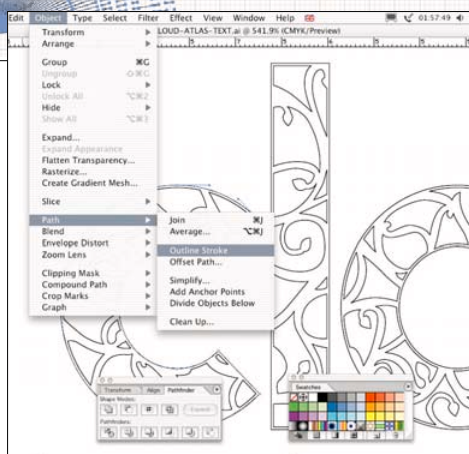 Edit Object Type Select Filter Effect View Window Help 01:57:49
LOUD-ATLAS-TEXT.ai @ 541.9% (CMYK/Preview)
Transform
Arrange
Group ⌘G
Ungroup ⇧⌘G
Lock
Unlock All ⌥⌘2
Hide
Show All ⌥⌘3
Expand...
Expand Appearance
Flatten Transparency...
Rasterize...
Create Gradient Mesh...
Slice
Path
Blend
Envelope Distort
Zoom Lens
Clipping Mask
Compound Path
Crop Marks
Graph
Join ⌘J
Average... ⌥⌘J
Outline Stroke
Offset Path...
Simplify...
Add Anchor Points
Divide Objects Below
Clean Up...
Transform Align Pathfinder
Shape Modes:
Expand
Pathfinders:
Swatches